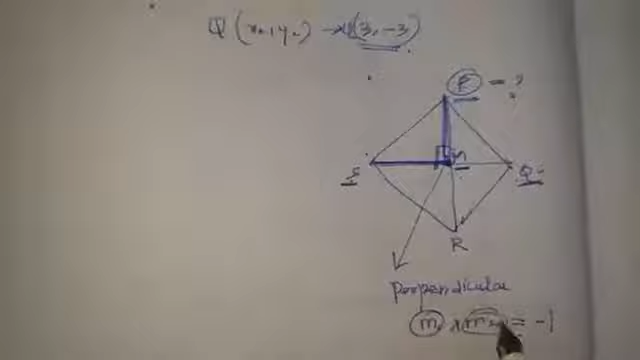 Q (x₂, y₂) → (3, -3)
P = ?
S
M
Q
R
perpendicular
m₁ × m₂ = -1